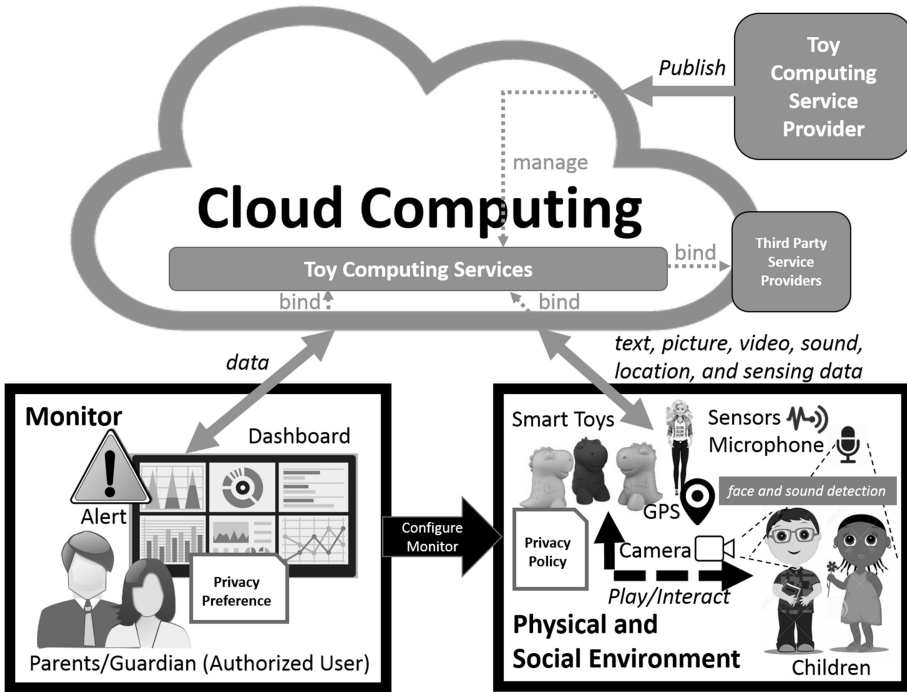 Publish
Toy
Computing
Service
Provider
manage
Cloud Computing
Toy Computing Services
bind
Third Party
Service
Providers
bind
bind
data
text, picture, video, sound,
location, and sensing data
Monitor
Dashboard
Alert
Privacy
Preference
Parents/Guardian (Authorized User)
Configure
Monitor
Smart Toys
Sensors
Microphone
face and sound detection
GPS
Privacy
Policy
Camera
Play/Interact
Physical and
Social Environment
Children